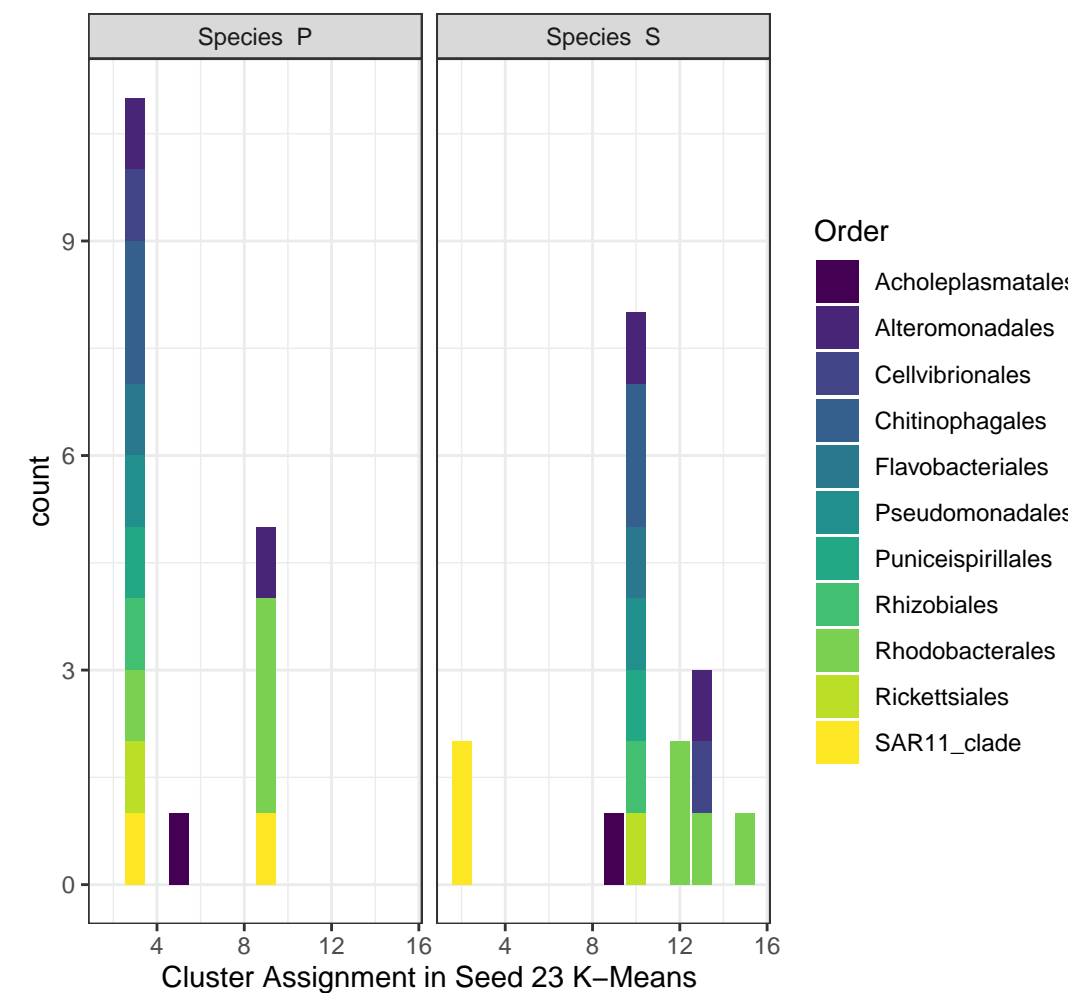 Species  P
Species  S
9
6
3
0
count
4 8 12 16
4 8 12 16
Cluster Assignment in Seed 23 K−Means
Order
Acholeplasmatales
Alteromonadales
Cellvibrionales
Chitinophagales
Flavobacteriales
Pseudomonadales
Puniceispirillales
Rhizobiales
Rhodobacterales
Rickettsiales
SAR11_clade